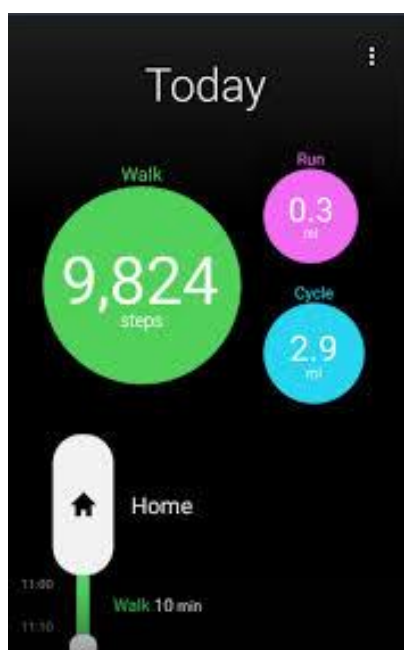 Today
Walk
9,824
steps
Run
0.3
mi
Cycle
2.9
mi
Home
11:00
Walk 10 min
11:10